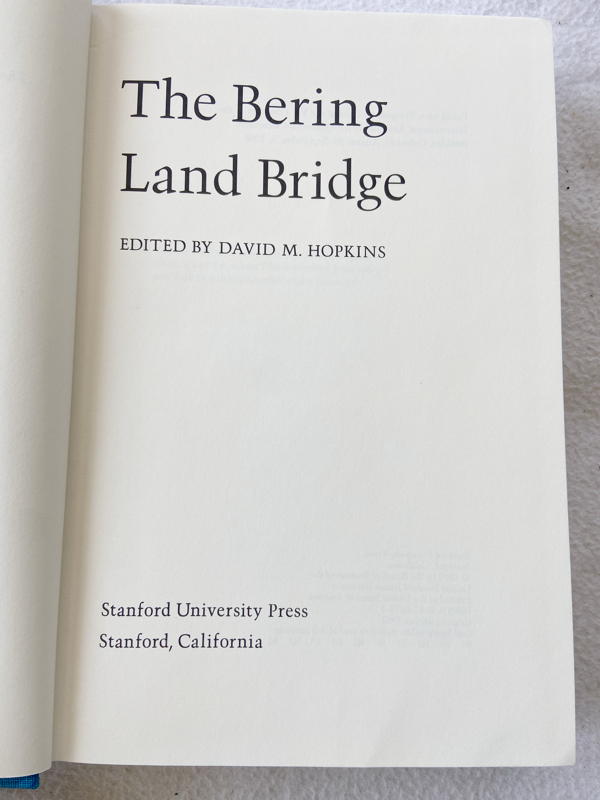 The Bering
Land Bridge
EDITED BY DAVID M. HOPKINS
Stanford University Press
Stanford, California